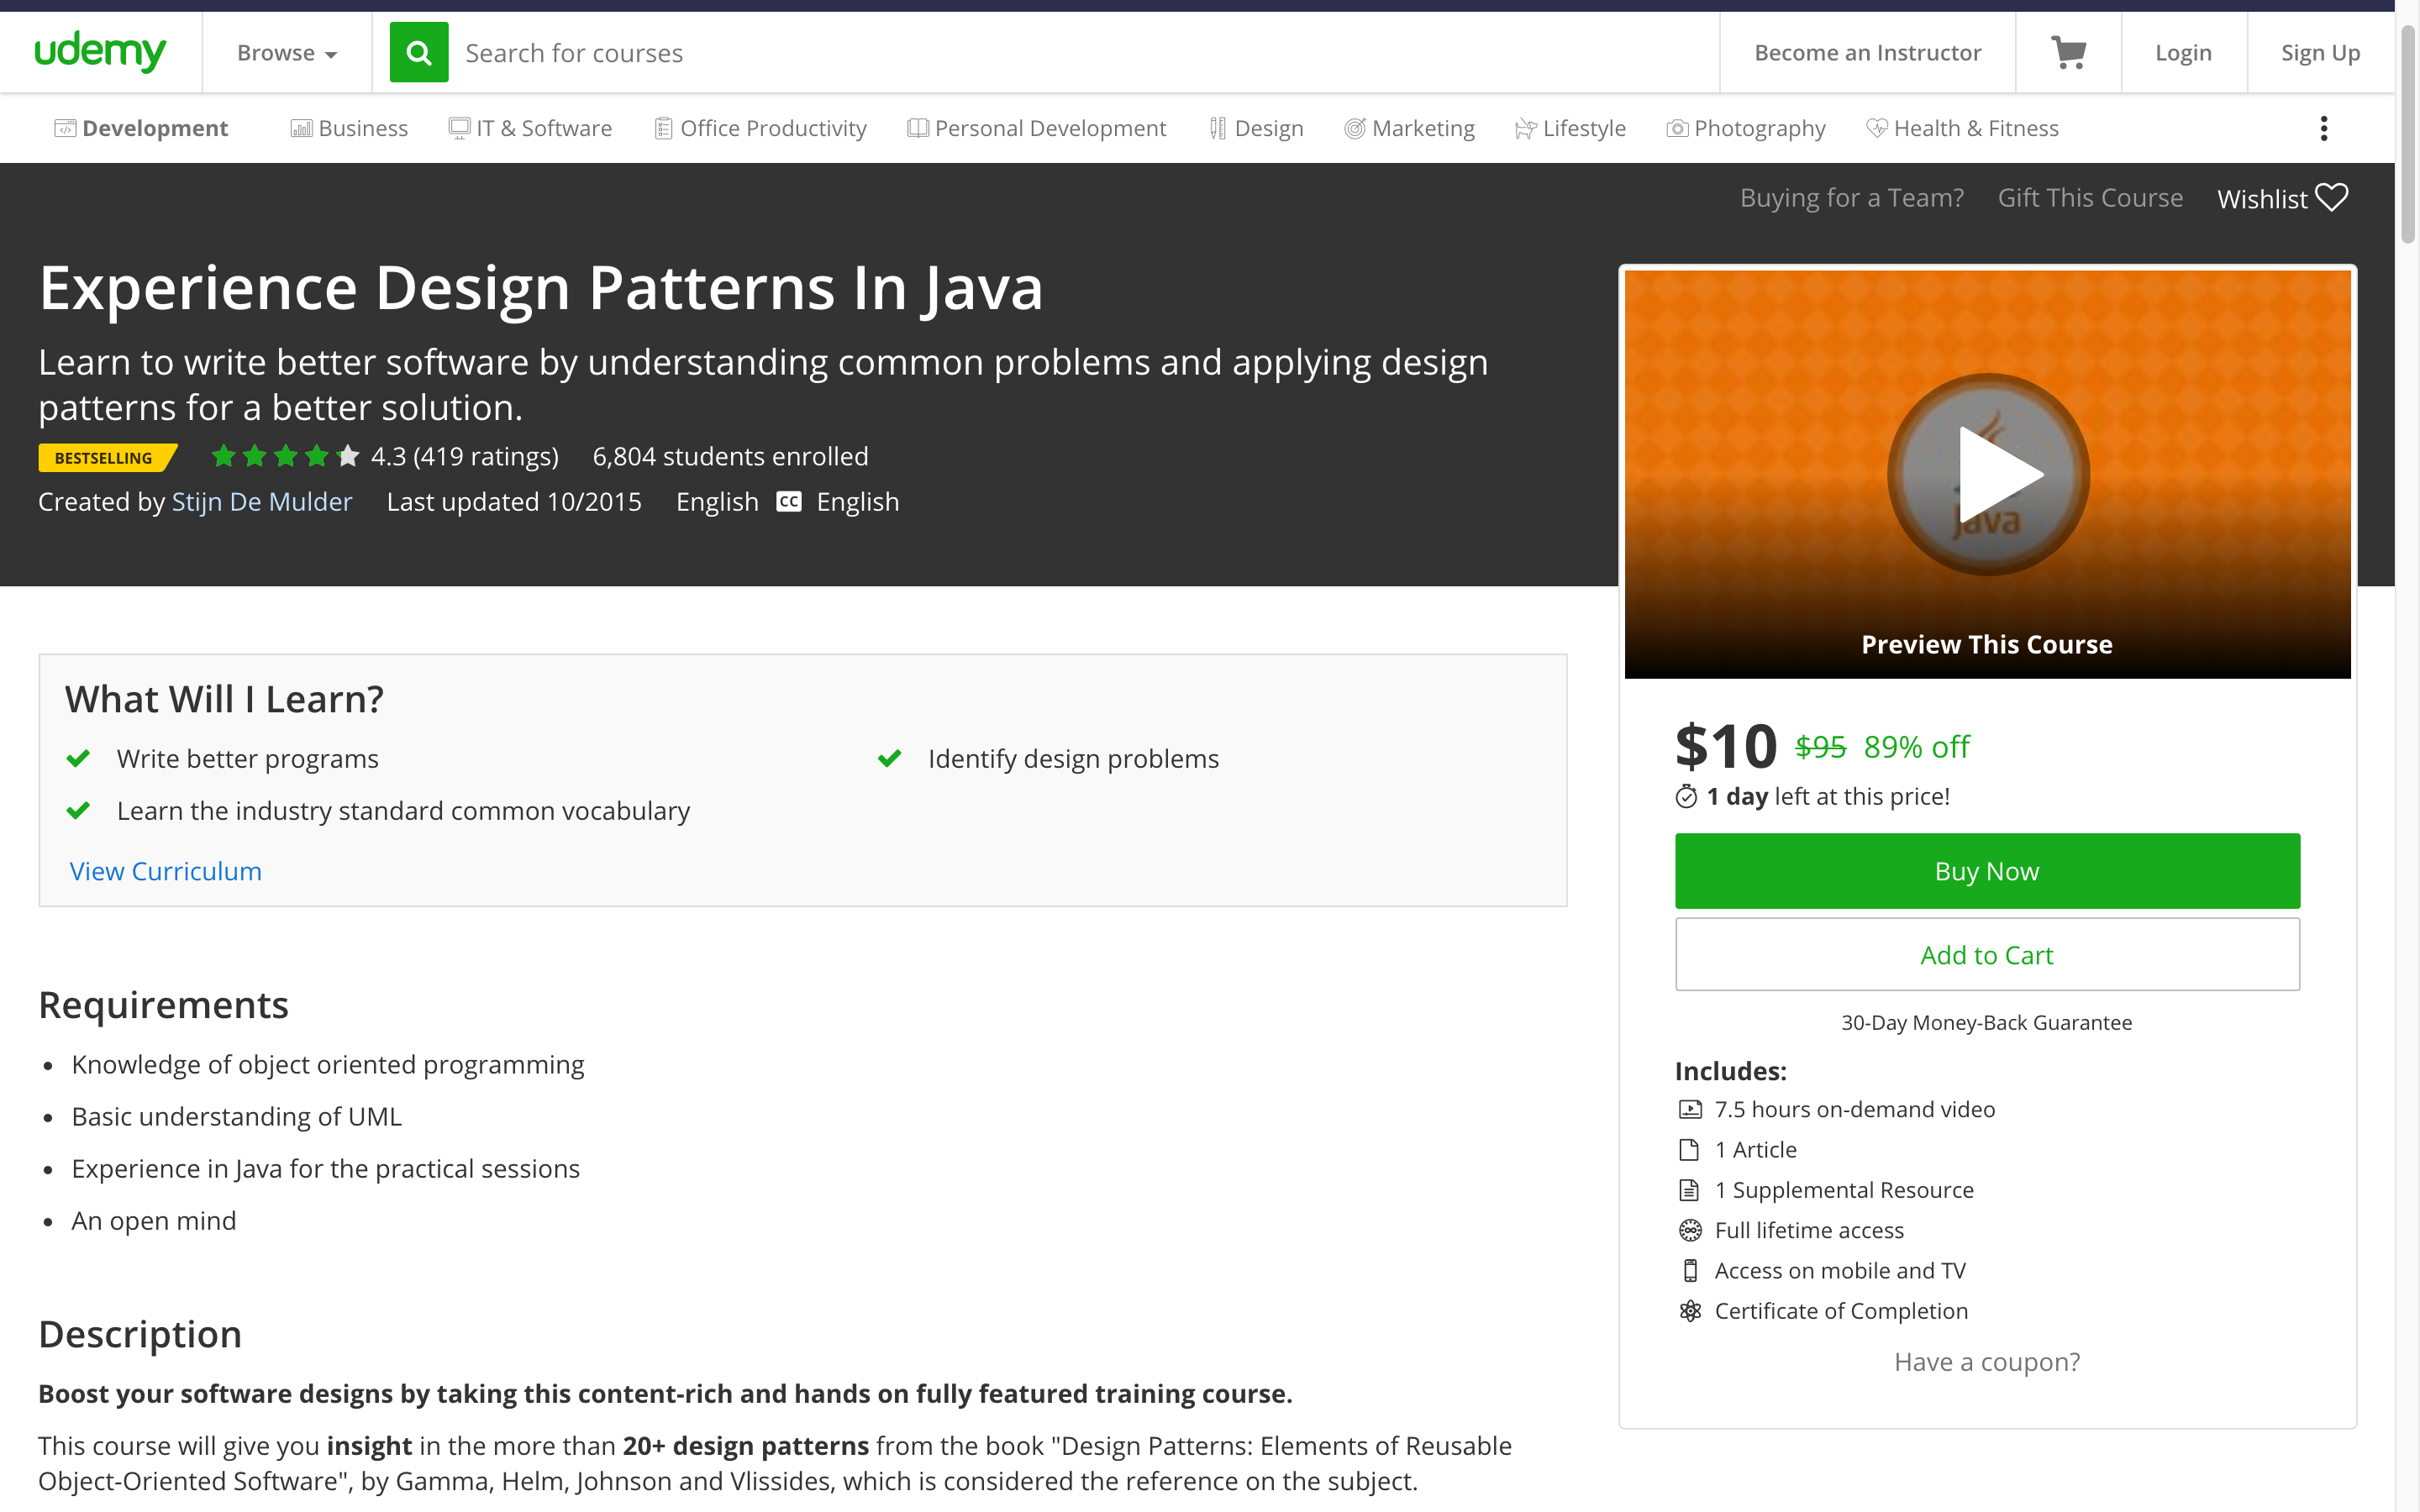 udemy
Browse
Search for courses
Become an Instructor
Login
Sign Up
Development
Business
IT & Software
Office Productivity
Personal Development
Design
Marketing
Lifestyle
Photography
Health & Fitness
Buying for a Team?
Gift This Course
Wishlist
Experience Design Patterns In Java
Learn to write better software by understanding common problems and applying design
patterns for a better solution.
BESTSELLING
4.3 (419 ratings)
6,804 students enrolled
Created by Stijn De Mulder
Last updated 10/2015
English
CC English
Java
Preview This Course
What Will I Learn?
Write better programs
Identify design problems
Learn the industry standard common vocabulary
View Curriculum
Requirements
Knowledge of object oriented programming
Basic understanding of UML
Experience in Java for the practical sessions
An open mind
Description
Boost your software designs by taking this content-rich and hands on fully featured training course.
This course will give you insight in the more than 20+ design patterns from the book "Design Patterns: Elements of Reusable
Object-Oriented Software", by Gamma, Helm, Johnson and Vlissides, which is considered the reference on the subject.
$10 $95 89% off
1 day left at this price!
Buy Now
Add to Cart
30-Day Money-Back Guarantee
Includes:
7.5 hours on-demand video
1 Article
1 Supplemental Resource
Full lifetime access
Access on mobile and TV
Certificate of Completion
Have a coupon?